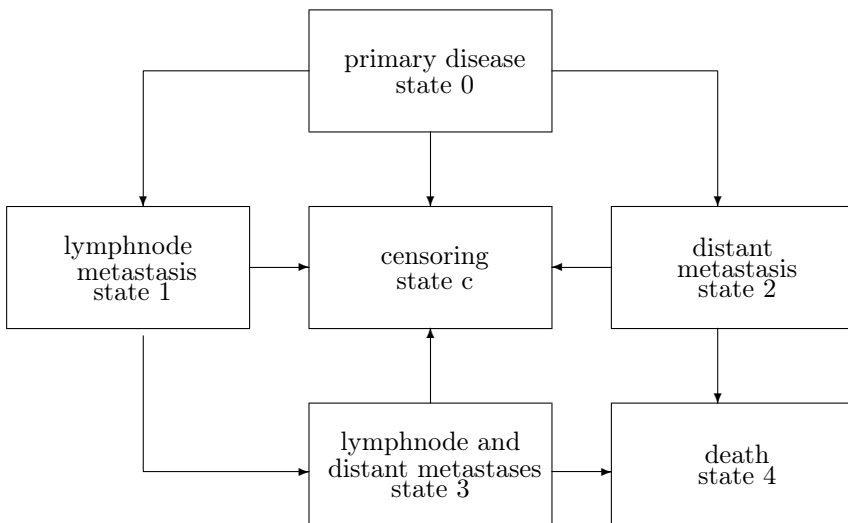 primary disease
state 0
lymphnode
metastasis
state 1
censoring
state c
distant
metastasis
state 2
lymphnode and
distant metastases
state 3
death
state 4